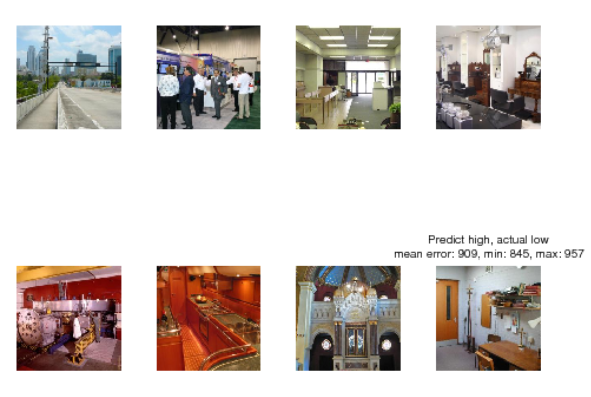 Predict high, actual low
mean error: 909, min: 845, max: 957